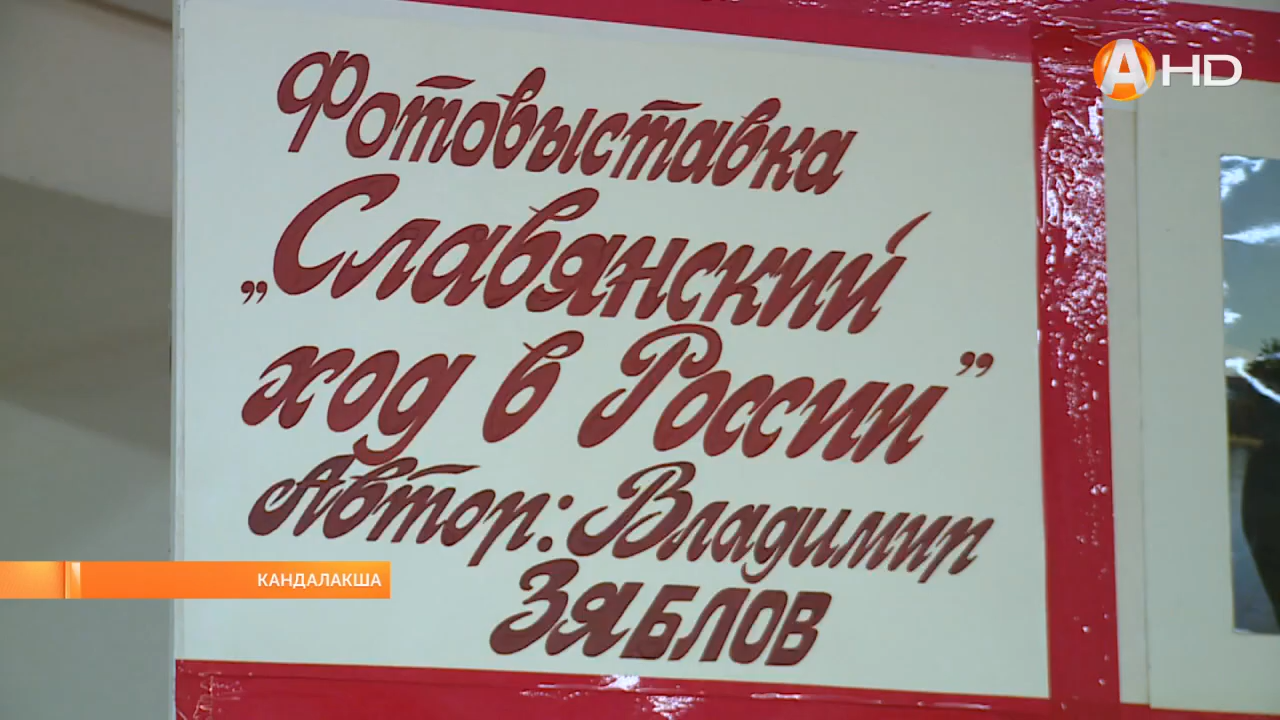 А HD
Фотовыставка
„Славянский
ход в России”
Автор: Владимир
Зяблов
КАНДАЛАКША